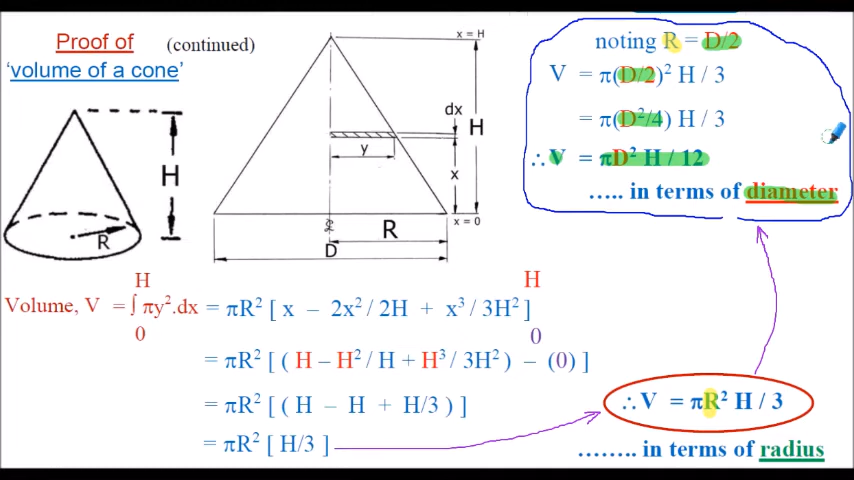 Proof of (continued)
‘volume of a cone’
H
R
x = H
dx
H
y
x
R
x = 0
D
noting R = D/2
V = π(D/2)² H / 3
= π(D²/4) H / 3
∴V = πD² H / 12
….. in terms of diameter
H
Volume, V = ∫ πy².dx = πR² [ x – 2x² / 2H + x³ / 3H² ]
0
H
0
= πR² [ ( H – H² / H + H³ / 3H² ) – (0) ]
= πR² [ ( H – H + H/3 ) ]
= πR² [ H/3 ]
∴V = πR² H / 3
…….. in terms of radius